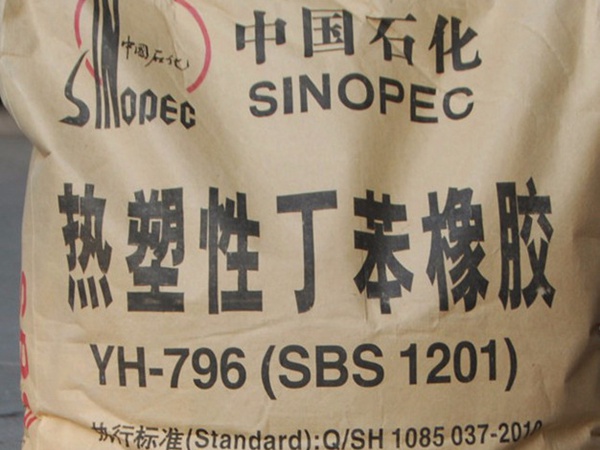 中国石化
SINOPEC
中国石化
SINOPEC
热塑性丁苯橡胶
YH-796 (SBS 1201)
执行标准(Standard):Q/SH 1085 037-201